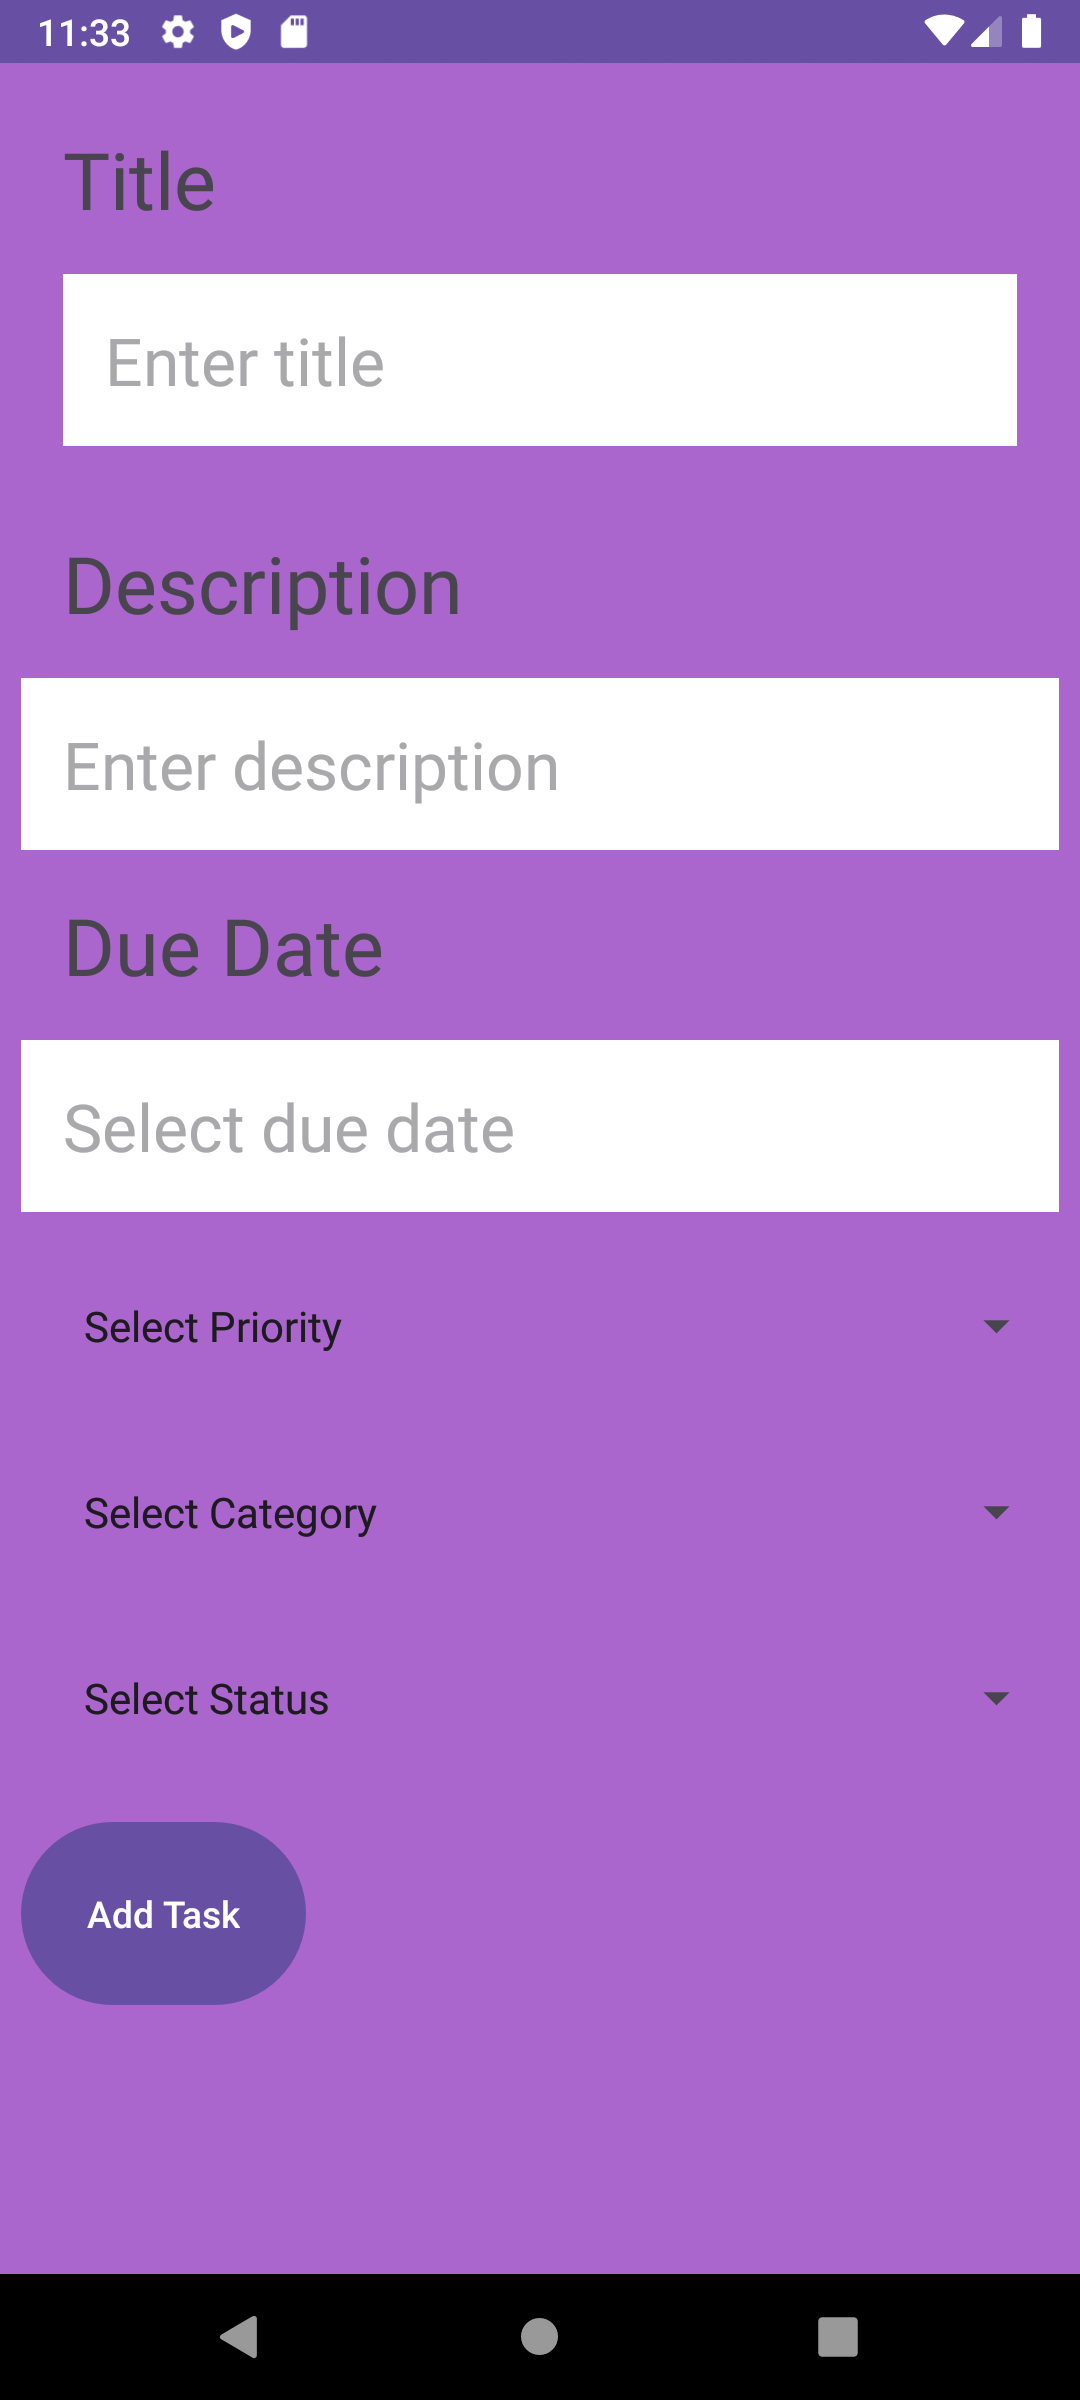 11:33
Title
Enter title
Description
Enter description
Due Date
Select due date
Select Priority
Select Category
Select Status
Add Task